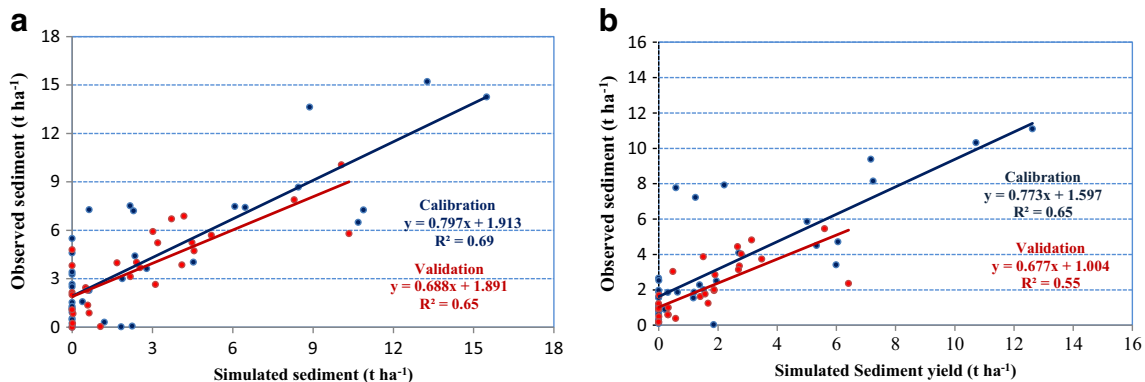 a
Observed sediment (t ha⁻¹)
18
15
12
9
6
3
0
0 3 6 9 12 15 18
Simulated sediment (t ha⁻¹)
Calibration
y = 0.797x + 1.913
R² = 0.69
Validation
y = 0.688x + 1.891
R² = 0.65
b
Observed sediment (t ha⁻¹)
16
14
12
10
8
6
4
2
0
0 2 4 6 8 10 12 14 16
Simulated Sediment yield (t ha⁻¹)
Calibration
y = 0.773x + 1.597
R² = 0.65
Validation
y = 0.677x + 1.004
R² = 0.55